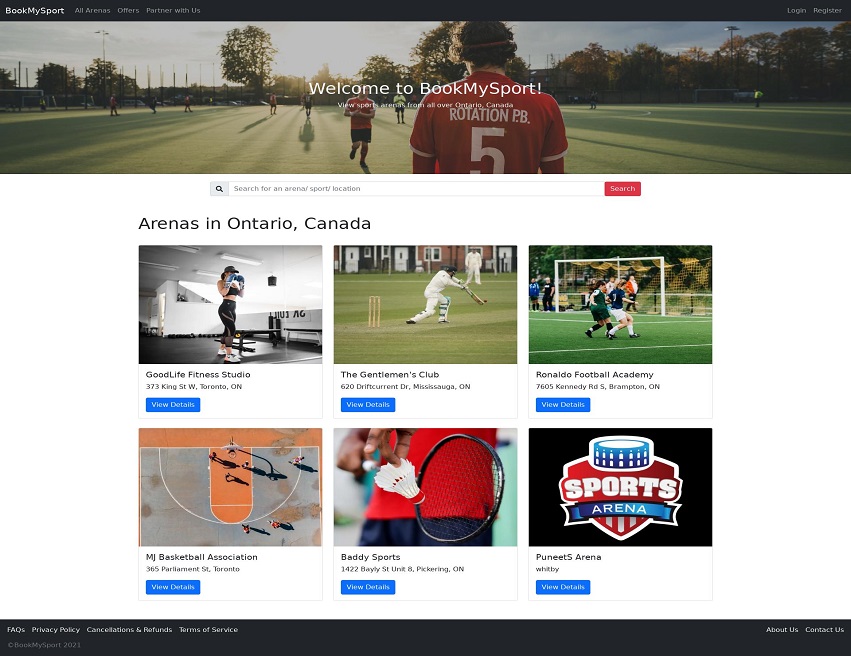 BookMySport All Arenas Offers Partner with Us Login Register
Welcome to BookMySport!
View sports arenas from all over Ontario, Canada
ROTATION P.B.
5
Search for an arena/ sport/ location Search
Arenas in Ontario, Canada
GoodLife Fitness Studio
373 King St W, Toronto, ON
View Details
The Gentlemen's Club
620 Driftcurrent Dr, Mississauga, ON
View Details
Ronaldo Football Academy
7605 Kennedy Rd S, Brampton, ON
View Details
MJ Basketball Association
365 Parliament St, Toronto
View Details
Baddy Sports
1422 Bayly St Unit 8, Pickering, ON
View Details
SPORTS
ARENA
PuneetS Arena
whitby
View Details
FAQs Privacy Policy Cancellations & Refunds Terms of Service About Us Contact Us
©BookMySport 2021